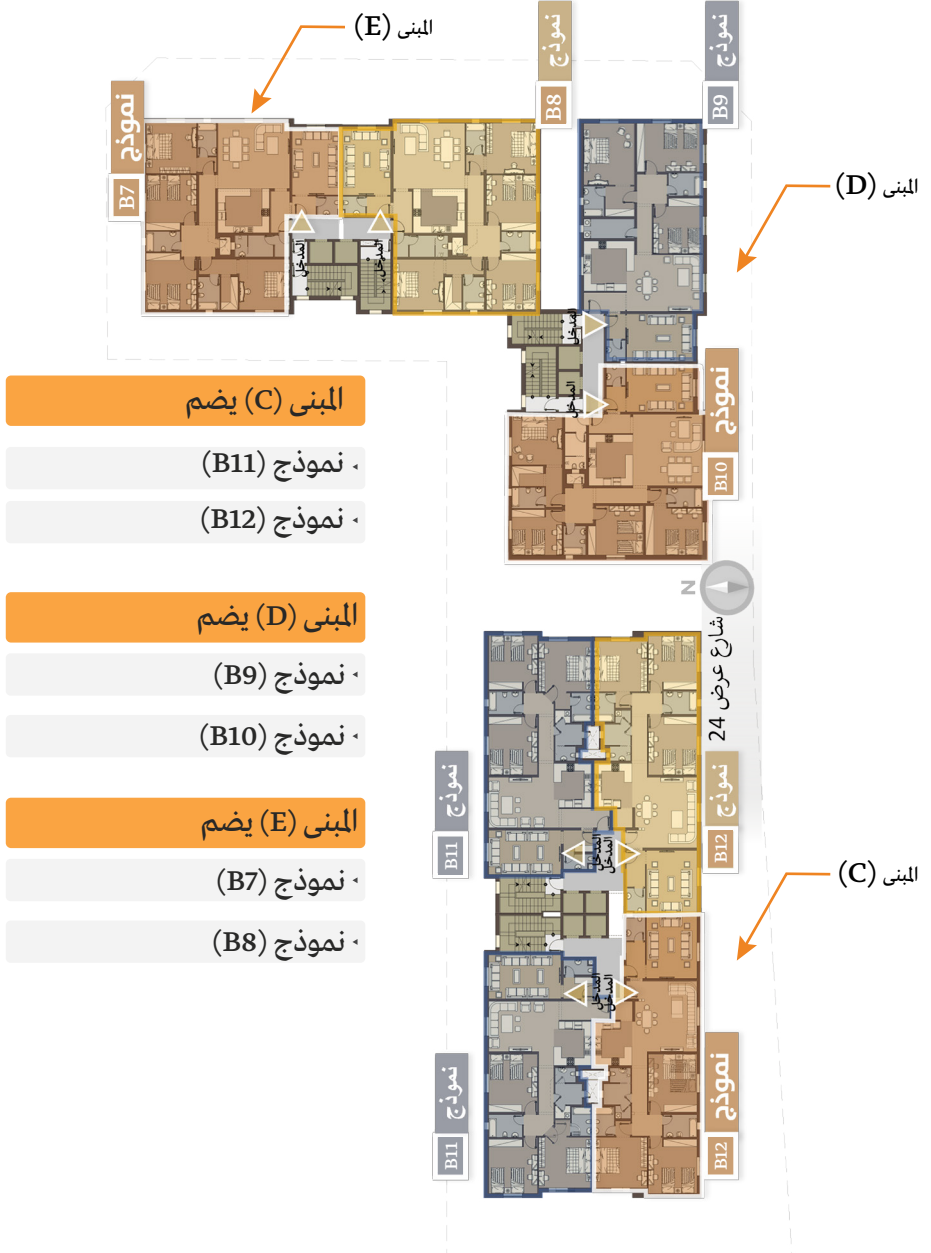 المبنى (E)
نموذج
B8
نموذج
B9
نموذج
B7
المبنى (D)
المدخل
المدخل
المدخل
المدخل
نموذج
B10
المبنى (C) يضم
نموذج (B11)
نموذج (B12)
N
شارع عرض 24
المبنى (D) يضم
نموذج (B9)
نموذج (B10)
المبنى (E) يضم
نموذج (B7)
نموذج (B8)
نموذج
B11
نموذج
B12
المدخل
المدخل
المبنى (C)
المدخل
المدخل
نموذج
B11
نموذج
B12